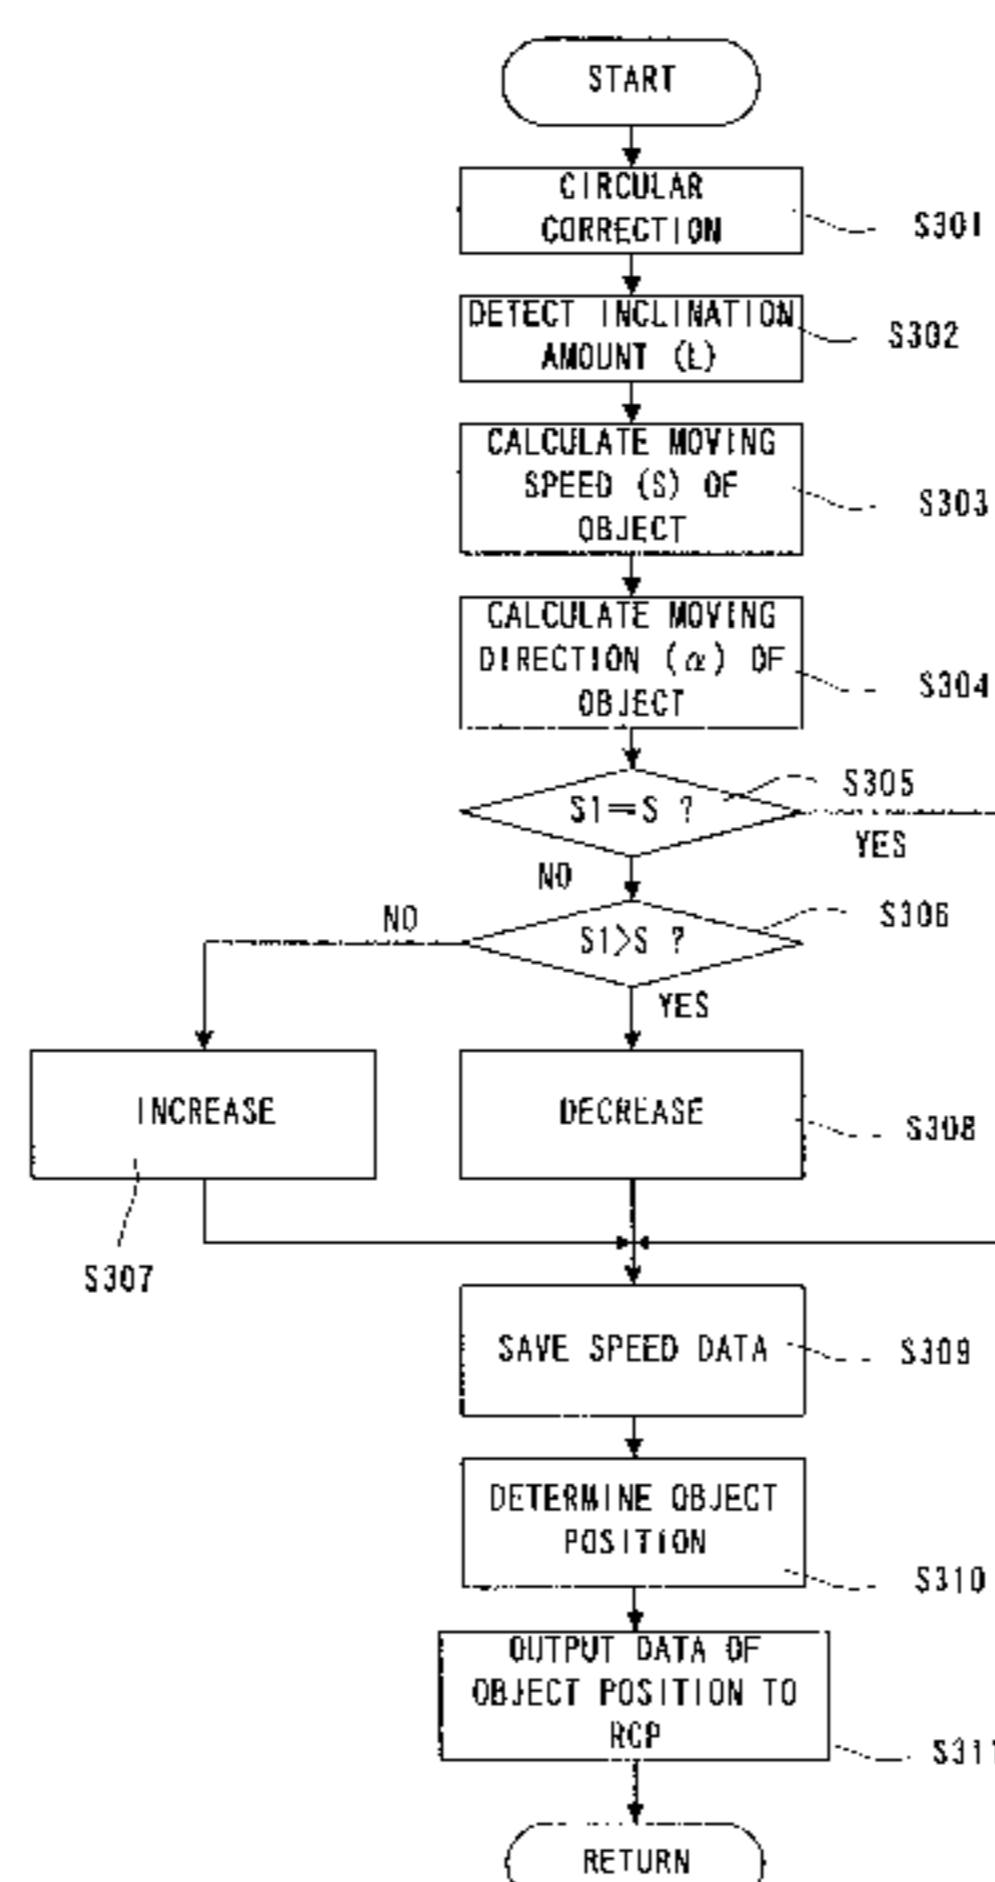 START
CIRCULAR
CORRECTION
S301
DETECT INCLINATION
AMOUNT (L)
S302
CALCULATE MOVING
SPEED (S) OF
OBJECT
S303
CALCULATE MOVING
DIRECTION (α) OF
OBJECT
S304
S1=S ?
S305
YES
NO
S1>S ?
S306
NO
YES
INCREASE
S307
DECREASE
S308
SAVE SPEED DATA
S309
DETERMINE OBJECT
POSITION
S310
OUTPUT DATA OF
OBJECT POSITION TO
RCP
S311
RETURN